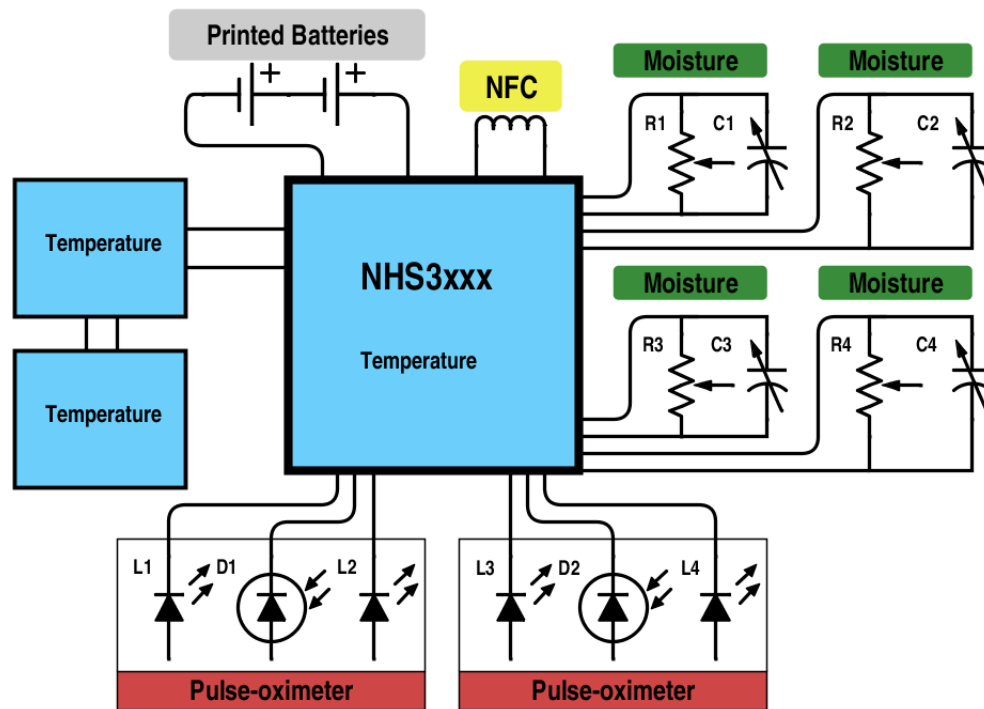 Printed Batteries
+
+
NFC
Moisture
Moisture
R1
C1
R2
C2
Temperature
NHS3xxx
Temperature
Temperature
Moisture
Moisture
R3
C3
R4
C4
L1
D1
L2
L3
D2
L4
Pulse-oximeter
Pulse-oximeter